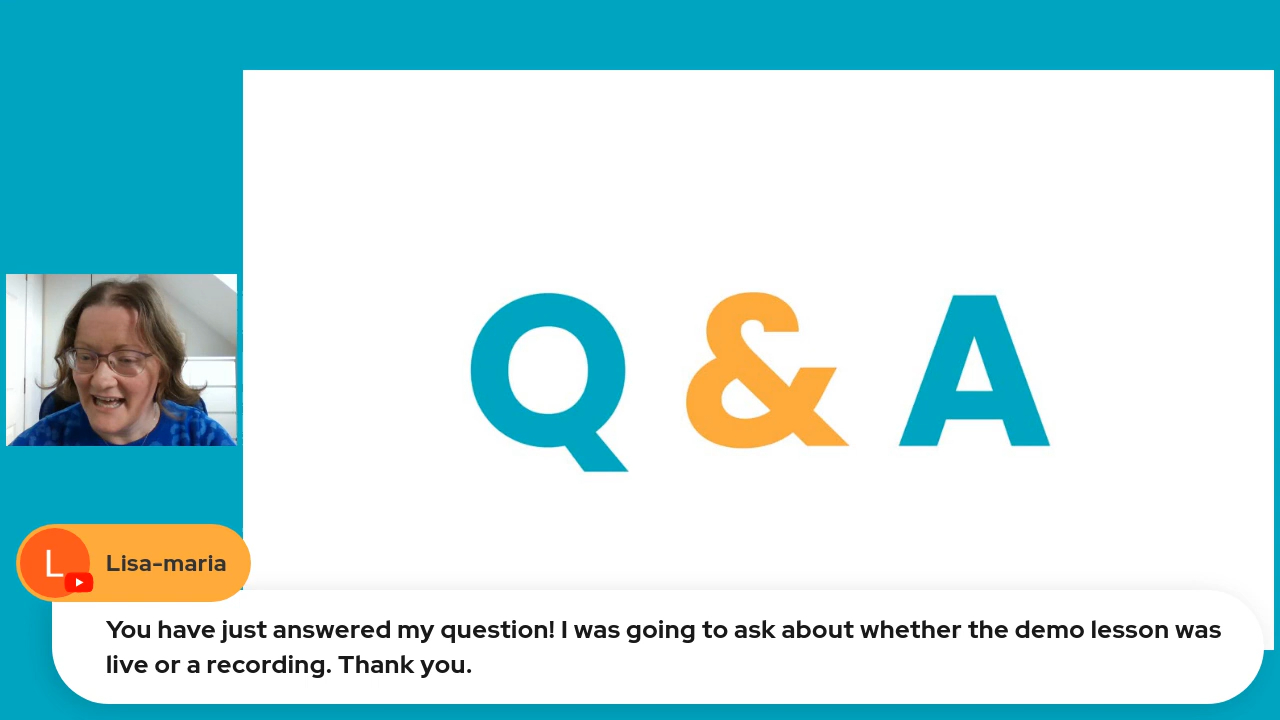 Q & A
L
Lisa-maria
You have just answered my question! I was going to ask about whether the demo lesson was
live or a recording. Thank you.